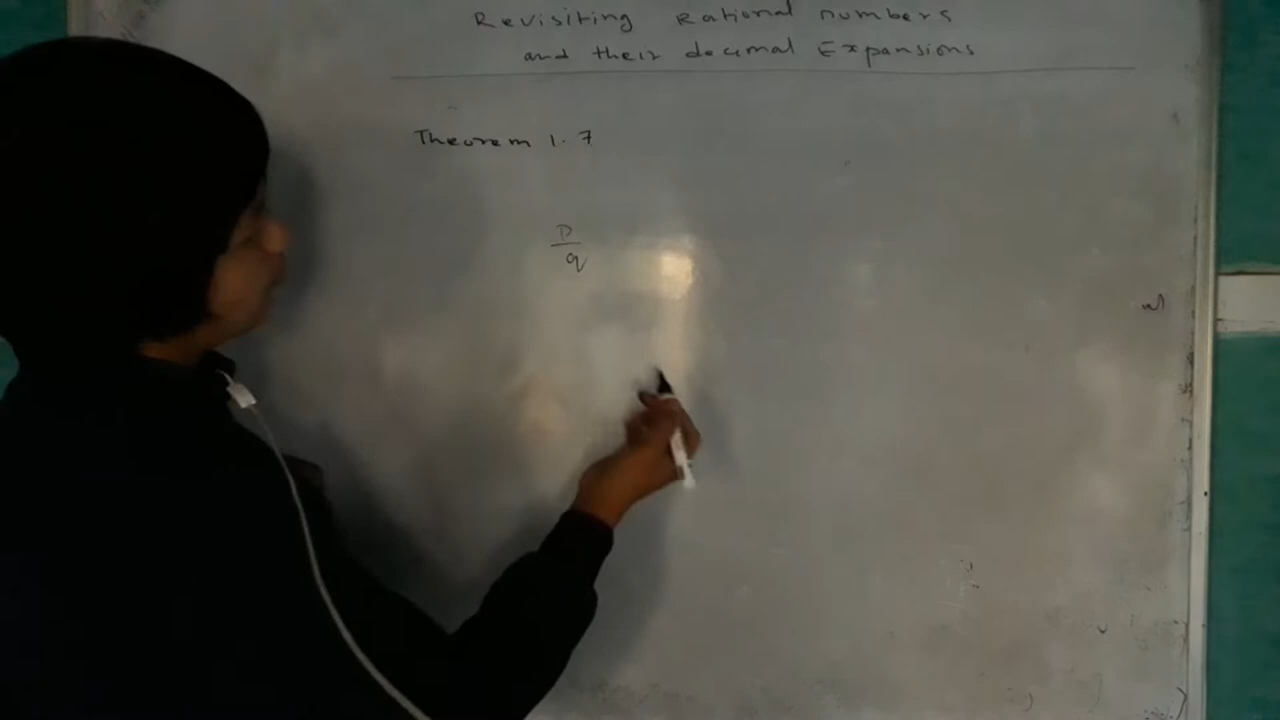 Revisiting Rational numbers
and their decimal Expansions
Theorem 1.7
p
q